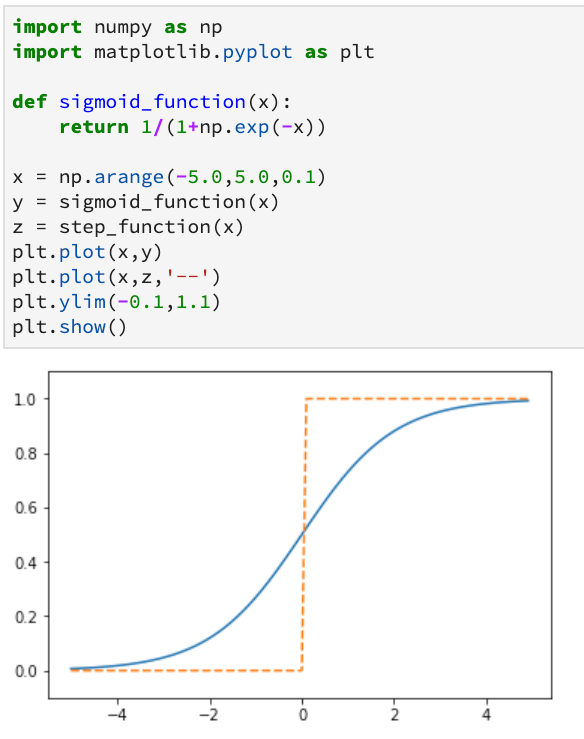 import numpy as np
import matplotlib.pyplot as plt

def sigmoid_function(x):
    return 1/(1+np.exp(-x))

x = np.arange(-5.0,5.0,0.1)
y = sigmoid_function(x)
z = step_function(x)
plt.plot(x,y)
plt.plot(x,z,'--')
plt.ylim(-0.1,1.1)
plt.show()
1.0
0.8
0.6
0.4
0.2
0.0
−4 −2 0 2 4